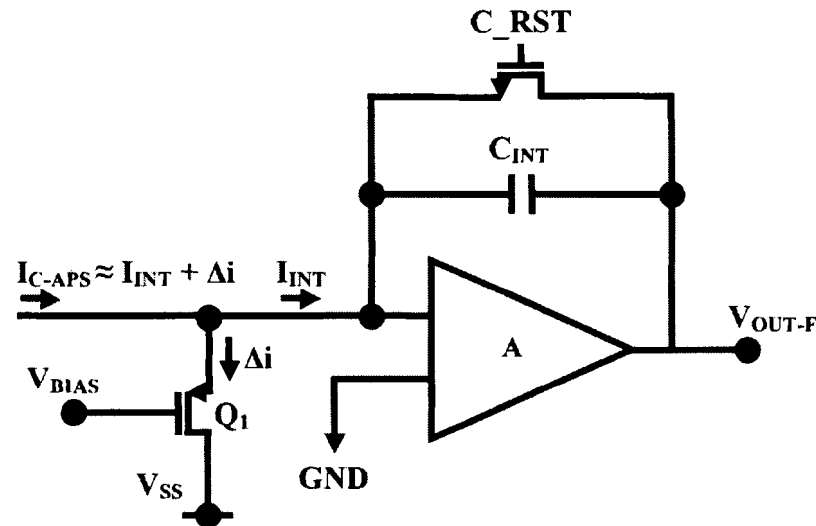 C_RST
C_INT
I_C-APS ≈ I_INT + Δi
I_INT
A
V_OUT-F
Δi
V_BIAS
Q_1
GND
V_SS